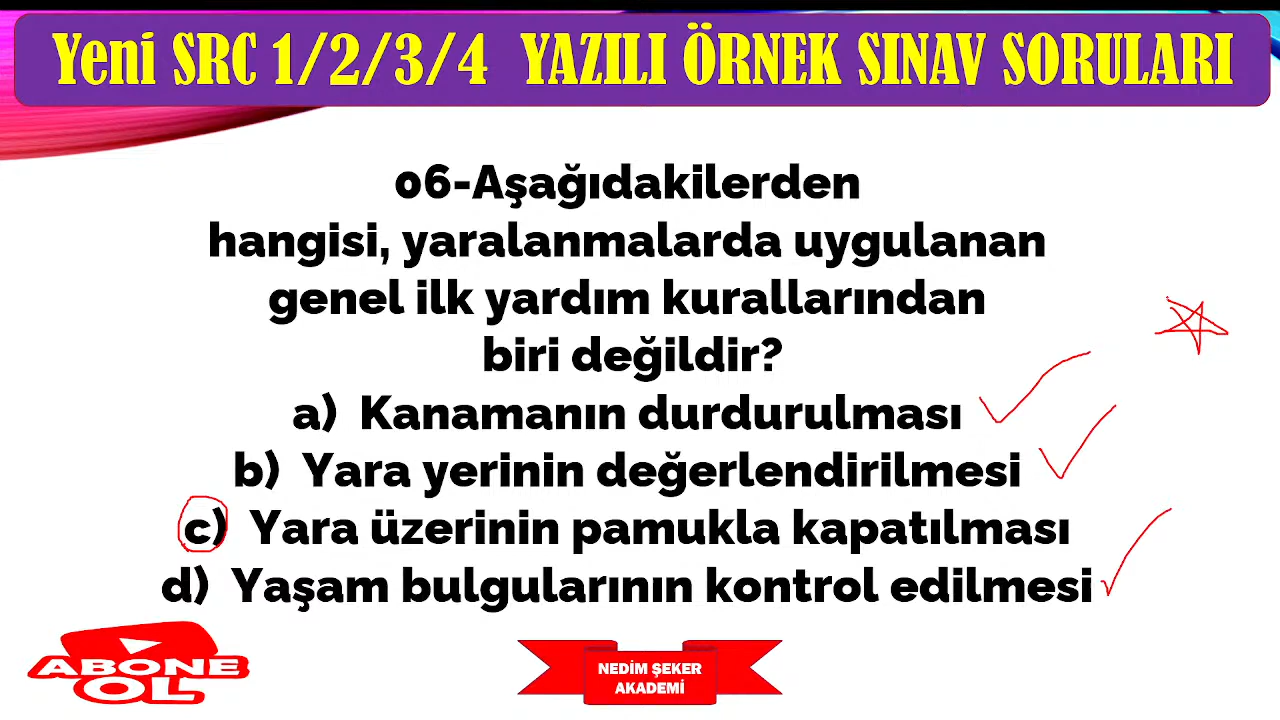 Yeni SRC 1/2/3/4 YAZILI ÖRNEK SINAV SORULARI
06-Aşağıdakilerden
hangisi, yaralanmalarda uygulanan
genel ilk yardım kurallarından
biri değildir?
a) Kanamanın durdurulması
b) Yara yerinin değerlendirilmesi
c) Yara üzerinin pamukla kapatılması
d) Yaşam bulgularının kontrol edilmesi
ABONE
OL
NEDİM ŞEKER
AKADEMİ